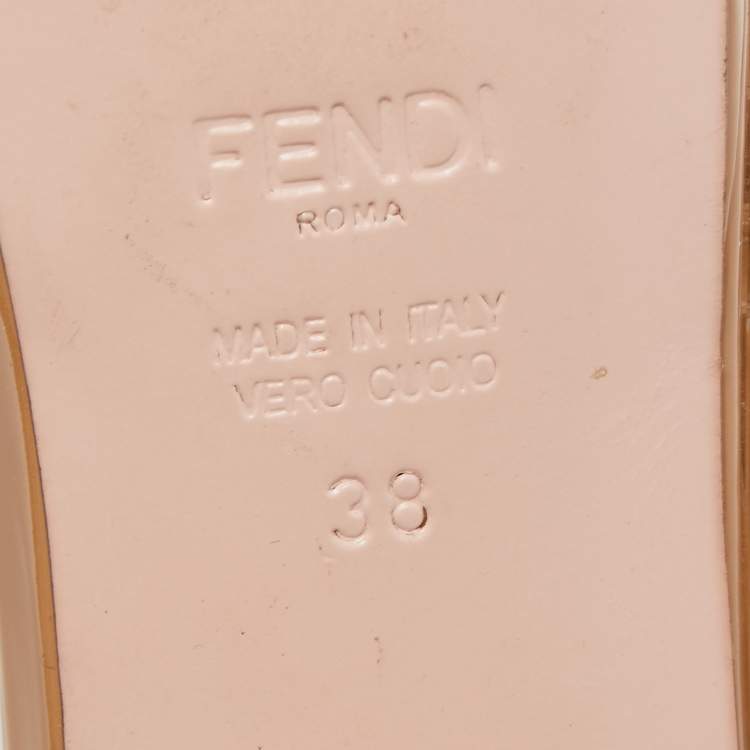 FENDI
ROMA
MADE IN ITALY
VERO CUOIO
38